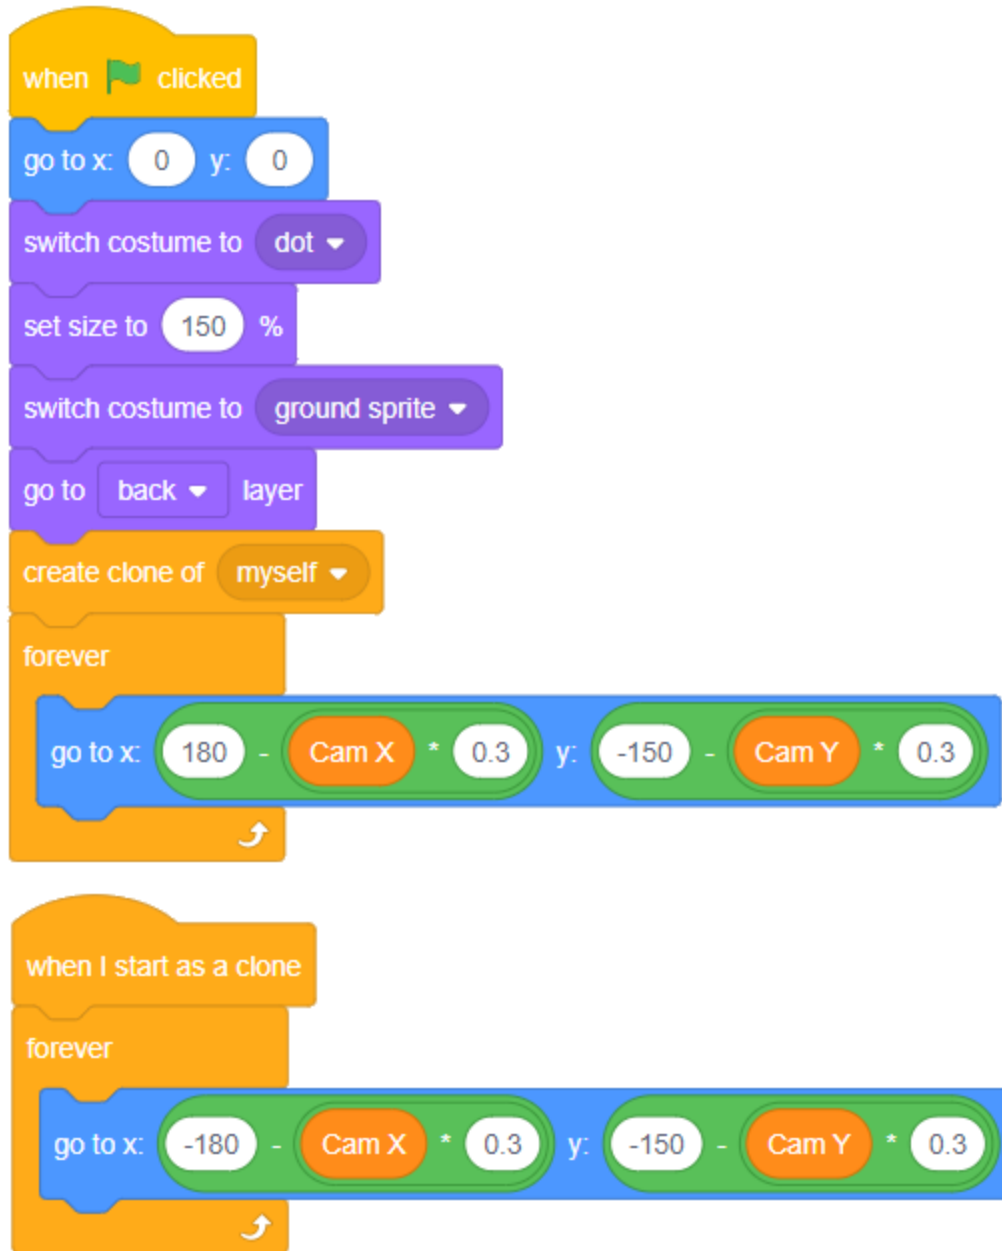 when clicked
go to x: 0 y: 0
switch costume to dot
set size to 150 %
switch costume to ground sprite
go to back layer
create clone of myself
forever
go to x: 180 - Cam X * 0.3 y: -150 - Cam Y * 0.3
when I start as a clone
forever
go to x: -180 - Cam X * 0.3 y: -150 - Cam Y * 0.3